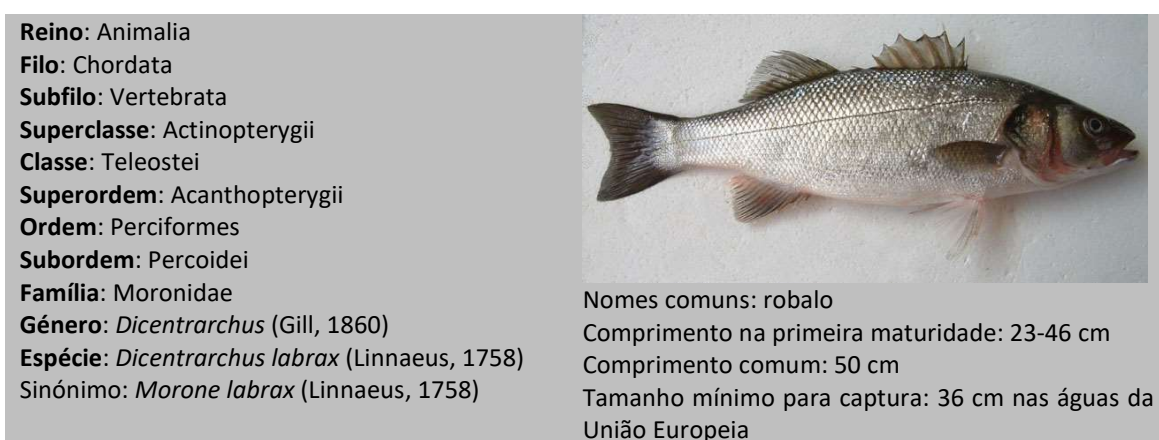 Reino: Animalia
Filo: Chordata
Subfilo: Vertebrata
Superclasse: Actinopterygii
Classe: Teleostei
Superordem: Acanthopterygii
Ordem: Perciformes
Subordem: Percoidei
Família: Moronidae
Género: Dicentrarchus (Gill, 1860)
Espécie: Dicentrarchus labrax (Linnaeus, 1758)
Sinónimo: Morone labrax (Linnaeus, 1758)
Nomes comuns: robalo
Comprimento na primeira maturidade: 23-46 cm
Comprimento comum: 50 cm
Tamanho mínimo para captura: 36 cm nas águas da
União Europeia